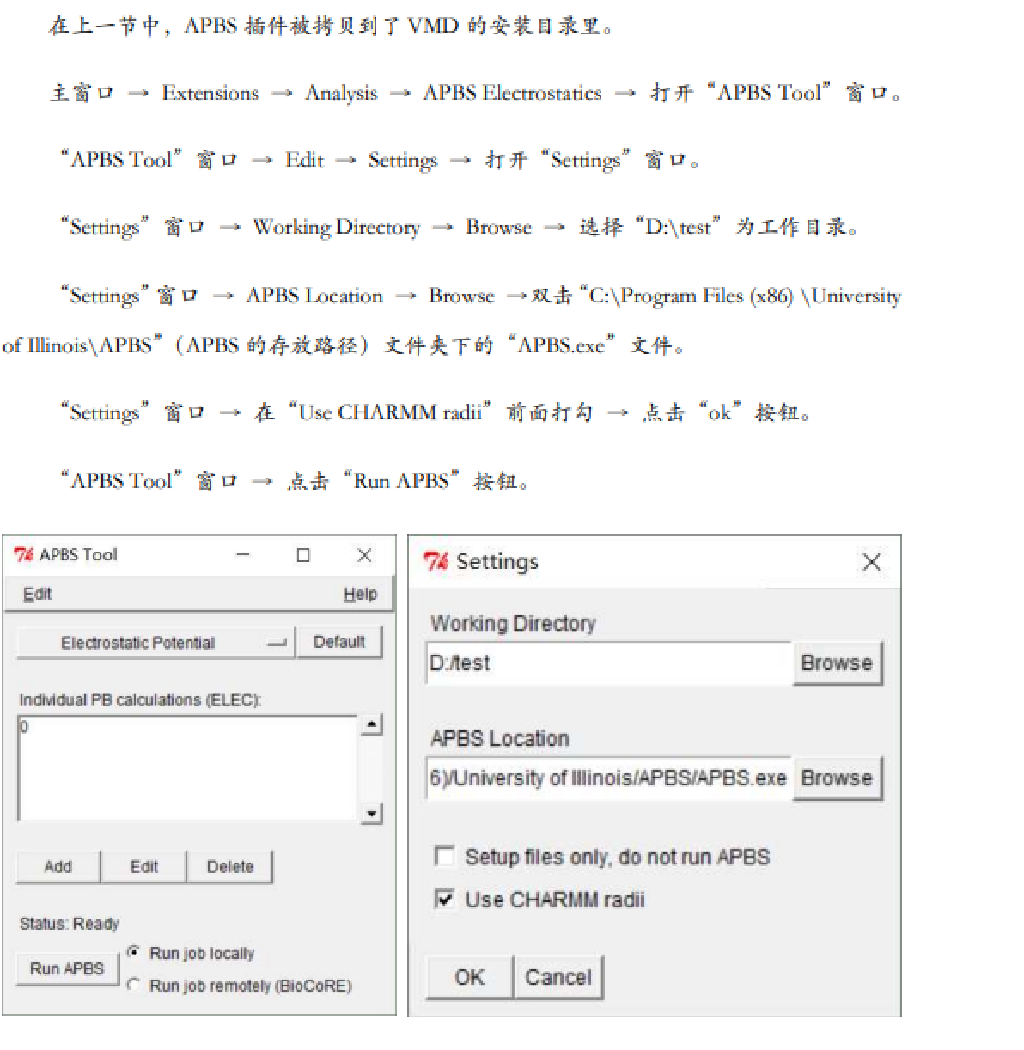 在上一节中，APBS 插件被拷贝到了 VMD 的安装目录里。
主窗口 → Extensions → Analysis → APBS Electrostatics → 打开“APBS Tool”窗口。
“APBS Tool”窗口 → Edit → Settings → 打开“Settings”窗口。
“Settings”窗口 → Working Directory → Browse → 选择“D:\test”为工作目录。
“Settings”窗口 → APBS Location → Browse →双击“C:\Program Files (x86) \University
of Illinois\APBS”（APBS 的存放路径）文件夹下的“APBS.exe”文件。
“Settings”窗口 → 在“Use CHARMM radii”前面打勾 → 点击“ok”按钮。
“APBS Tool”窗口 → 点击“Run APBS”按钮。
APBS Tool
Edit Help
Electrostatic Potential Default
Individual PB calculations (ELEC):
0
Add Edit Delete
Status: Ready
Run APBS
Run job locally
Run job remotely (BioCoRE)
Settings
Working Directory
D:/test Browse
APBS Location
6)/University of Illinois/APBS/APBS.exe Browse
Setup files only, do not run APBS
Use CHARMM radii
OK Cancel